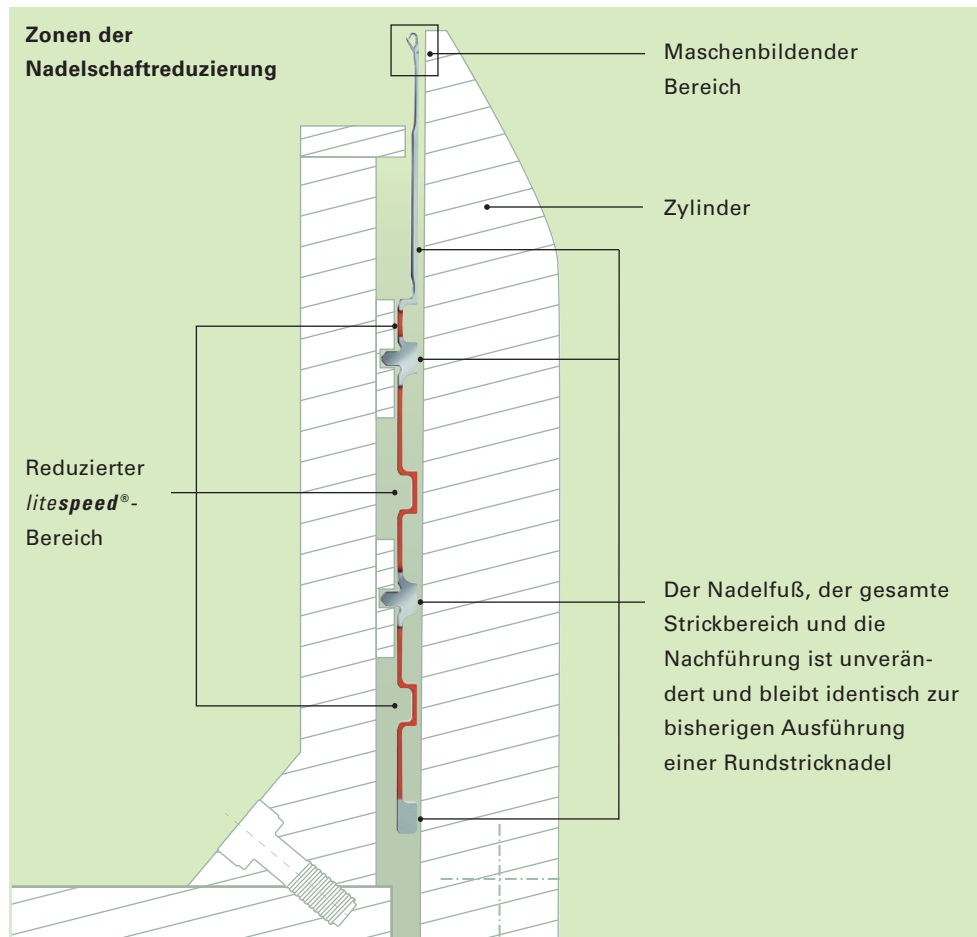 Zonen der
Nadelschaftreduzierung
Maschenbildender
Bereich
Zylinder
Reduzierter
litespeed®-
Bereich
Der Nadelfuß, der gesamte
Strickbereich und die
Nachführung ist unverän-
dert und bleibt identisch zur
bisherigen Ausführung
einer Rundstricknadel